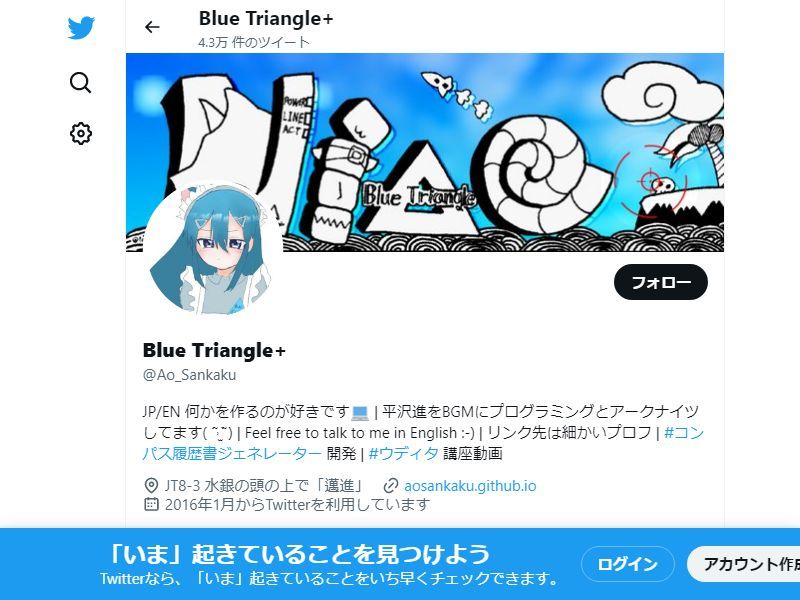 Blue Triangle+
4.3万 件のツイート
POWER
LINE
ACT
Blue Triangle
フォロー
Blue Triangle+
@Ao_Sankaku
JP/EN 何かを作るのが好きです💻 | 平沢進をBGMにプログラミングとアークナイツ
してます( ˘ ͜ʖ ˘) | Feel free to talk to me in English :-) | リンク先は細かいプロフ | #コン
パス履歴書ジェネレーター 開発 | #ウディタ 講座動画
JT8-3 水銀の頭の上で「邁進」 aosankaku.github.io
2016年1月からTwitterを利用しています
「いま」起きていることを見つけよう
Twitterなら、「いま」起きていることをいち早くチェックできます。
ログイン
アカウント作成